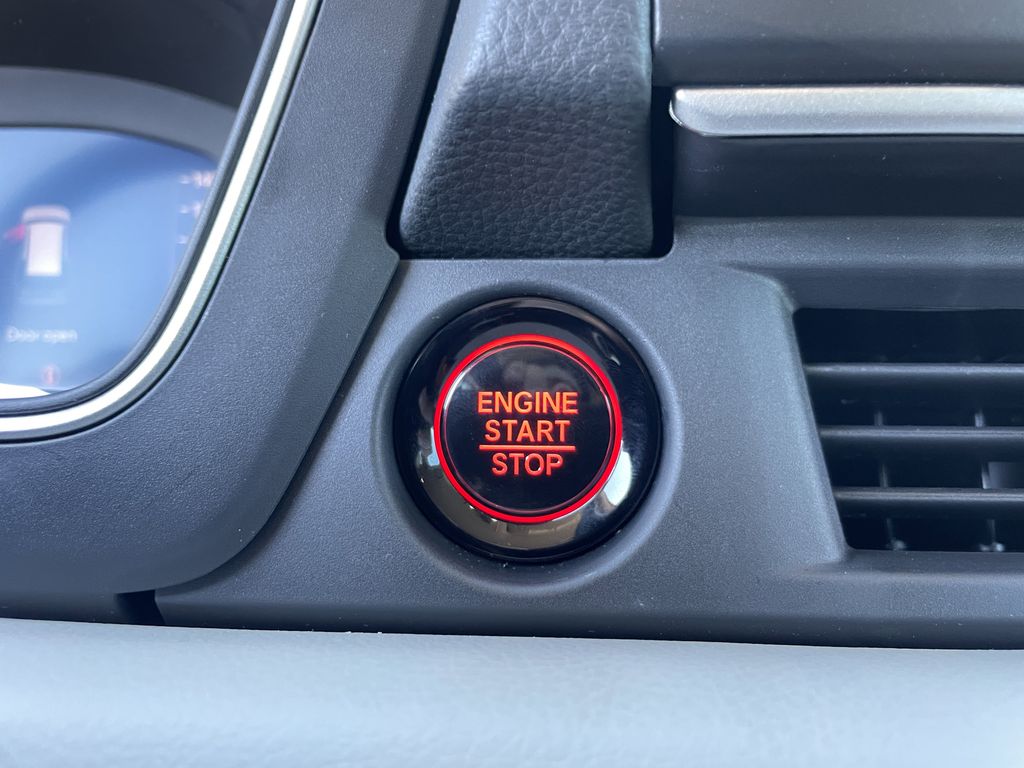 Door open
ENGINE
START
STOP